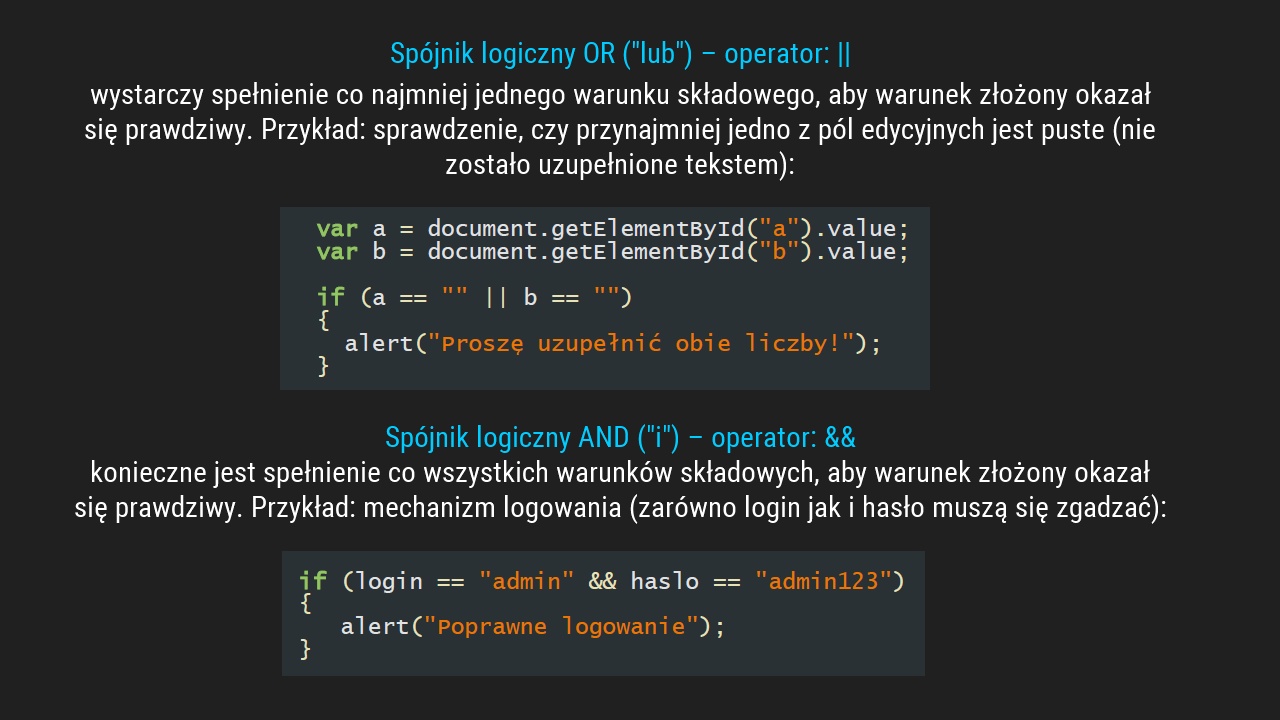 Spójnik logiczny OR ("lub") – operator: ||
wystarczy spełnienie co najmniej jednego warunku składowego, aby warunek złożony okazał
się prawdziwy. Przykład: sprawdzenie, czy przynajmniej jedno z pól edycyjnych jest puste (nie
zostało uzupełnione tekstem):
var a = document.getElementById("a").value;
var b = document.getElementById("b").value;
if (a == "" || b == "")
{
alert("Proszę uzupełnić obie liczby!");
}
Spójnik logiczny AND ("i") – operator: &&
konieczne jest spełnienie co wszystkich warunków składowych, aby warunek złożony okazał
się prawdziwy. Przykład: mechanizm logowania (zarówno login jak i hasło muszą się zgadzać):
if (login == "admin" && haslo == "admin123")
{
alert("Poprawne logowanie");
}